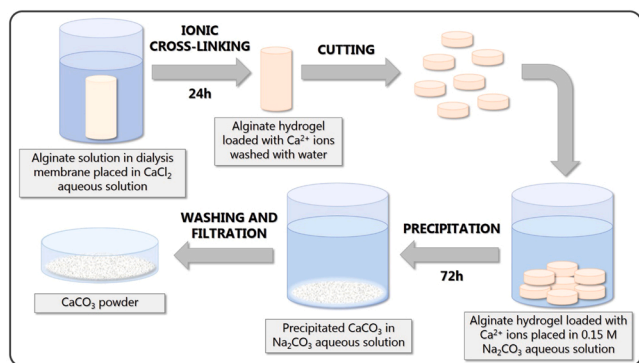 IONIC
CROSS-LINKING
24h
CUTTING
Alginate solution in dialysis
membrane placed in CaCl₂
aqueous solution
Alginate hydrogel
loaded with Ca²⁺ ions
washed with water
WASHING AND
FILTRATION
PRECIPITATION
72h
CaCO₃ powder
Precipitated CaCO₃ in
Na₂CO₃ aqueous solution
Alginate hydrogel loaded with
Ca²⁺ ions placed in 0.15 M
Na₂CO₃ aqueous solution